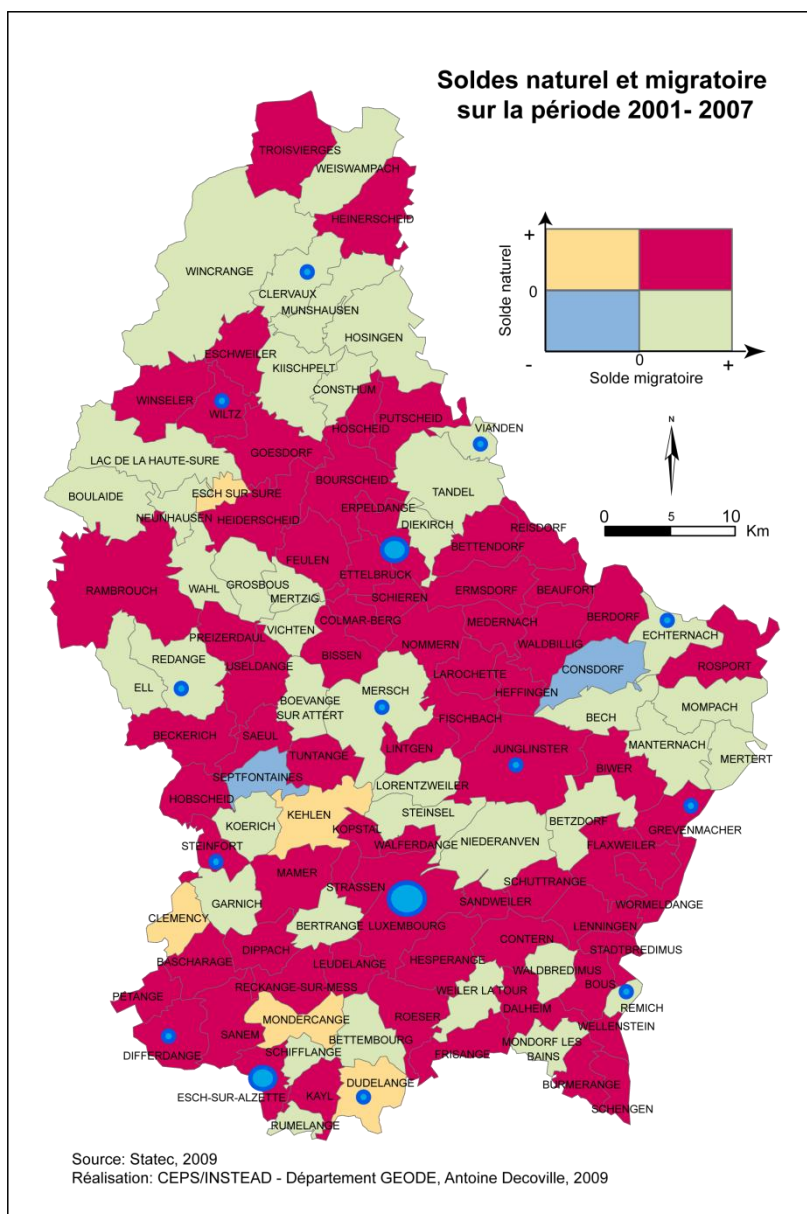 Soldes naturel et migratoire
sur la période 2001- 2007
TROISVIERGES
WEISWAMPACH
HEINERSCHEID
+
Solde naturel
0
-
0
+
Solde migratoire
WINCRANGE
CLERVAUX
MUNSHAUSEN
HOSINGEN
ESCHWEILER
KIISCHPELT
CONSTHUM
WINSELER
WILTZ
PUTSCHEID
HOSCHEID
VIANDEN
N
GOESDORF
LAC DE LA HAUTE-SURE
BOURSCHEID
TANDEL
BOULAIDE
ESCH SUR SURE
ERPELDANGE
NEUNHAUSEN
HEIDERSCHEID
DIEKIRCH
REISDORF
0 5 10
Km
BETTENDORF
FEULEN
ETTELBRUCK
RAMBROUCH
WAHL
GROSBOUS
MERTZIG
SCHIEREN
ERMSDORF
BEAUFORT
COLMAR-BERG
MEDERNACH
BERDORF
VICHTEN
PREIZERDAUL
NOMMERN
WALDBILLIG
ECHTERNACH
REDANGE
USELDANGE
BISSEN
LAROCHETTE
CONSDORF
ROSPORT
ELL
BOEVANGE
SUR ATTERT
MERSCH
HEFFINGEN
MOMPACH
FISCHBACH
BECH
BECKERICH
SAEUL
TUNTANGE
LINTGEN
JUNGLINSTER
MANTERNACH
MERTERT
SEPTFONTAINES
BIWER
HOBSCHEID
LORENTZWEILER
KOERICH
KEHLEN
STEINSEL
BETZDORF
GREVENMACHER
KOPSTAL
STEINFORT
WALFERDANGE
NIEDERANVEN
FLAXWEILER
MAMER
STRASSEN
SCHUTTRANGE
CLEMENCY
GARNICH
SANDWEILER
WORMELDANGE
BERTRANGE
LUXEMBOURG
LENNINGEN
BASCHARAGE
DIPPACH
CONTERN
STADTBREDIMUS
LEUDELANGE
HESPERANGE
WALDBREDIMUS
PETANGE
RECKANGE-SUR-MESS
WEILER LA TOUR
BOUS
REMICH
MONDERCANGE
ROESER
DALHEIM
WELLENSTEIN
DIFFERDANGE
SANEM
BETTEMBOURG
SCHIFFLANGE
FRISANGE
MONDORF LES
BAINS
DUDELANGE
BURMERANGE
ESCH-SUR-ALZETTE
KAYL
SCHENGEN
RUMELANGE
Source: Statec, 2009
Réalisation: CEPS/INSTEAD - Département GEODE, Antoine Decoville, 2009